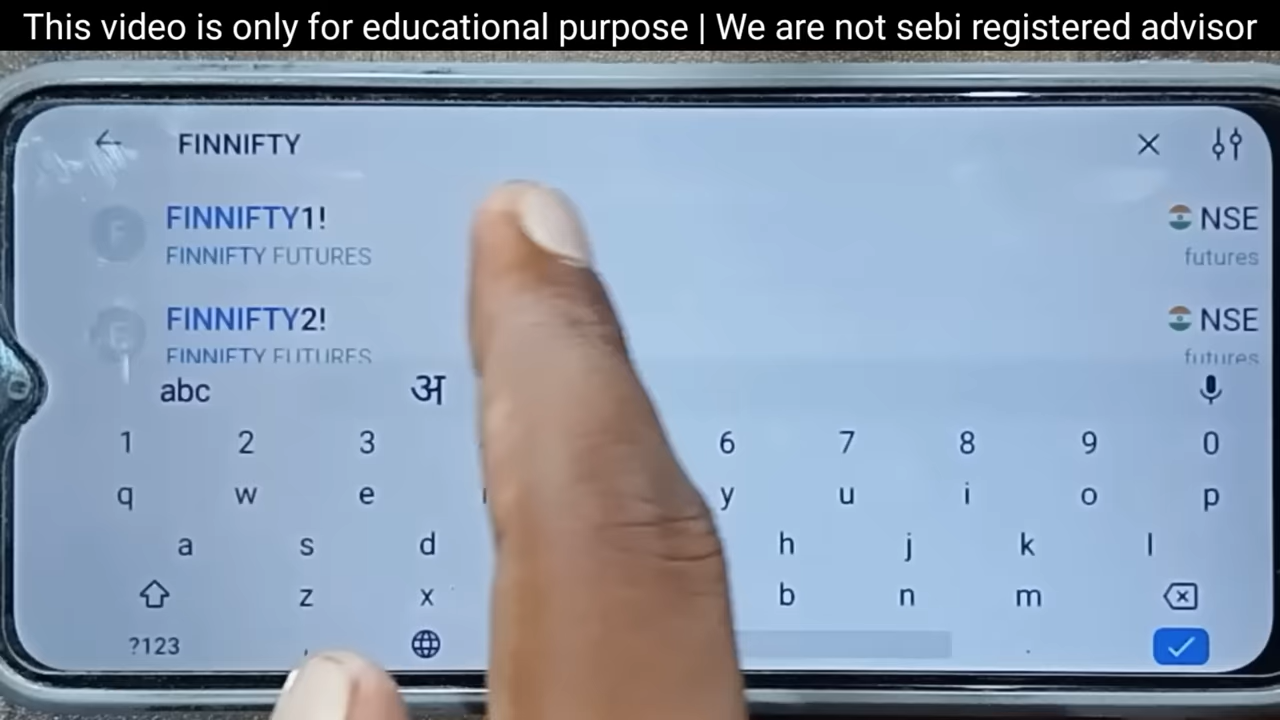 This video is only for educational purpose | We are not sebi registered advisor
FINNIFTY
FINNIFTY1!
NSE
FINNIFTY FUTURES
futures
FINNIFTY2!
NSE
FINNIFTY FUTURES
futures
abc अ
1 2 3 6 7 8 9 0
q w e y u i o p
a s d h j k l
z x b n m
?123 , .